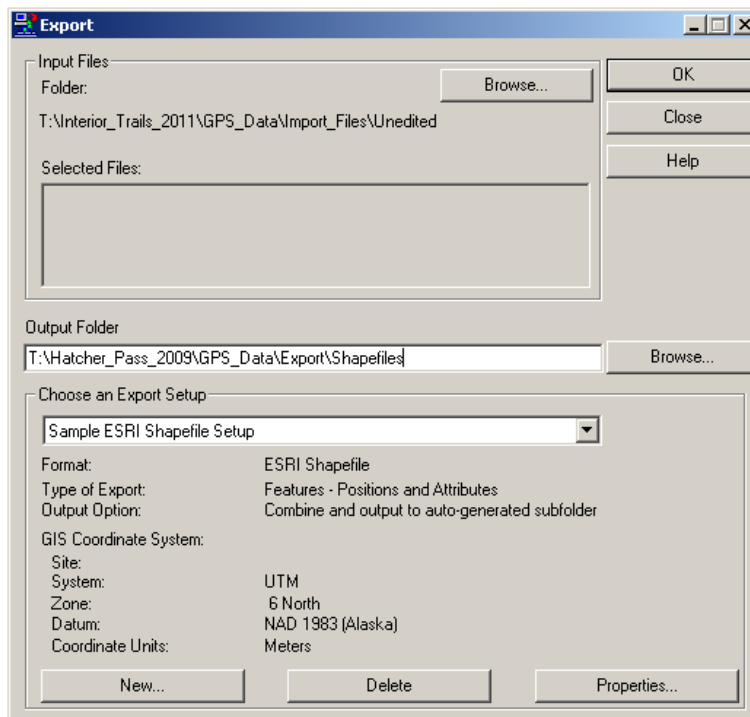 Export
Input Files
Folder:
Browse...
T:\Interior_Trails_2011\GPS_Data\Import_Files\Unedited
Selected Files:
OK
Close
Help
Output Folder
T:\Hatcher_Pass_2009\GPS_Data\Export\Shapefiles
Browse...
Choose an Export Setup
Sample ESRI Shapefile Setup
Format: ESRI Shapefile
Type of Export: Features - Positions and Attributes
Output Option: Combine and output to auto-generated subfolder
GIS Coordinate System:
Site:
System: UTM
Zone: 6 North
Datum: NAD 1983 (Alaska)
Coordinate Units: Meters
New... Delete Properties...